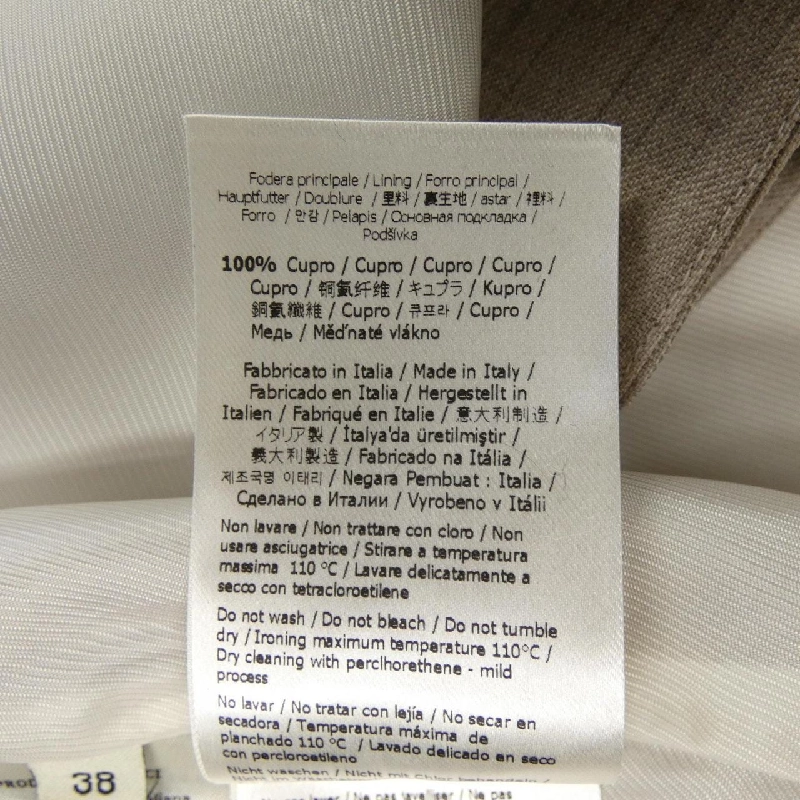 Fodera principale / Lining / Forro principal /
Hauptfutter / Doublure / 里料 / 裏生地 / astar / 裡料 /
Forro / 안감 / Pelapis / Основная подкладка /
Podšívka
100% Cupro / Cupro / Cupro / Cupro /
Cupro / 铜氨纤维 / キュプラ / Kupro /
銅氨纖維 / Cupro / 큐프라 / Cupro /
Медь / Měďnaté vlákno
Fabbricato in Italia / Made in Italy /
Fabricado en Italia / Hergestellt in
Italien / Fabriqué en Italie / 意大利制造 /
イタリア製 / İtalya'da üretilmiştir /
義大利製造 / Fabricado na Itália /
제조국명 이태리 / Negara Pembuat : Italia /
Сделано в Италии / Vyrobeno v Itálii
Non lavare / Non trattare con cloro / Non
usare asciugatrice / Stirare a temperatura
massima 110 °C / Lavare delicatamente a
secco con tetracloroetilene
Do not wash / Do not bleach / Do not tumble
dry / Ironing maximum temperature 110°C /
Dry cleaning with perclhorethene - mild
process
No lavar / No tratar con lejía / No secar en
secadora / Temperatura máxima de
planchado 110 °C / Lavado delicado en seco
con percloroetileno
Nicht waschen / Nicht mit Chlor behandeln /
38